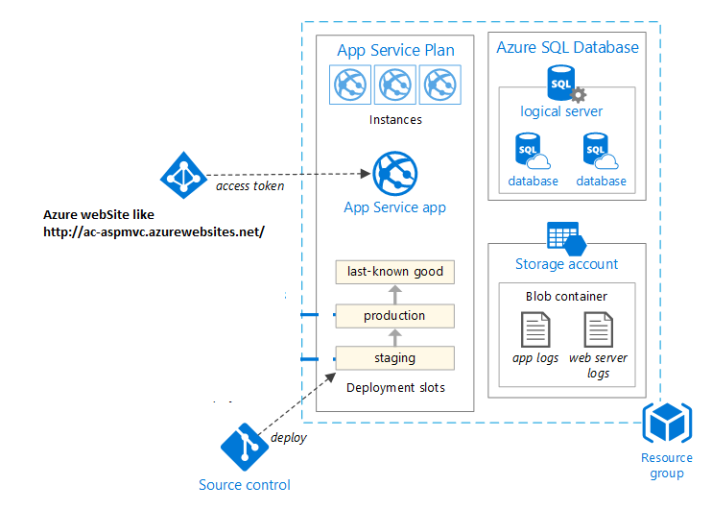 App Service Plan
Instances
access token
App Service app
Azure webSite like
http://ac-aspmvc.azurewebsites.net/
last-known good
production
staging
Deployment slots
deploy
Source control
Azure SQL Database
SQL
logical server
SQL
SQL
database
database
Storage account
Blob container
app logs
web server
logs
Resource
group